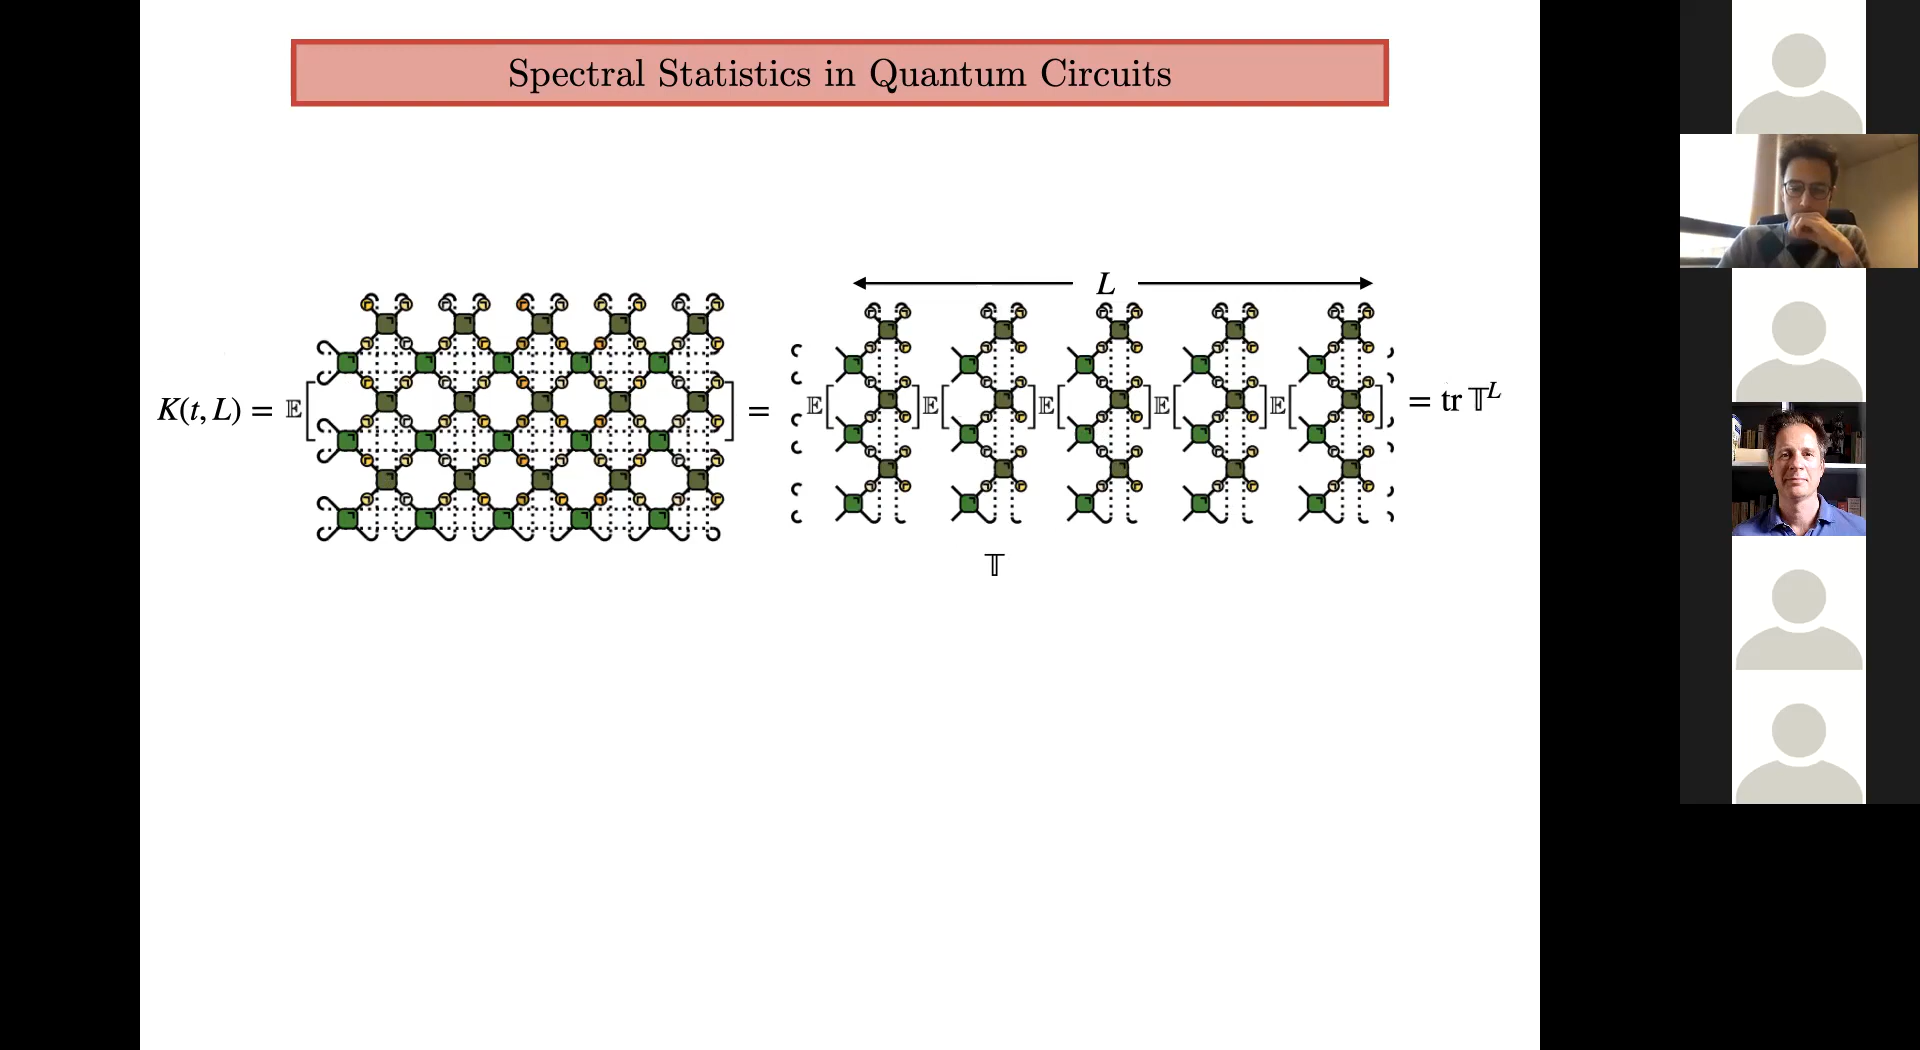 Spectral Statistics in Quantum Circuits
L
K(t, L) = 𝔼[ ] = 𝔼[ ]𝔼[ ]𝔼[ ]𝔼[ ]𝔼[ ] = tr 𝕋^L
𝕋